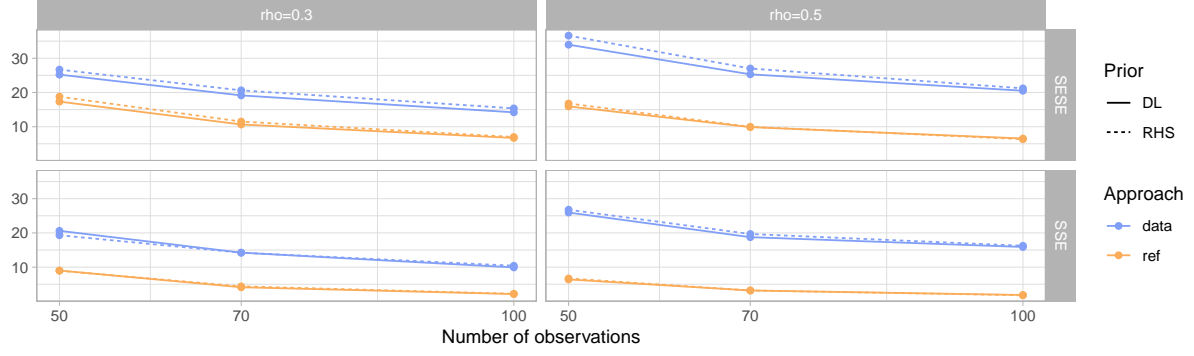 rho=0.3
rho=0.5
30
20
10
SESE
30
20
10
SSE
50
70
100
50
70
100
Number of observations
Prior
DL
RHS
Approach
data
ref